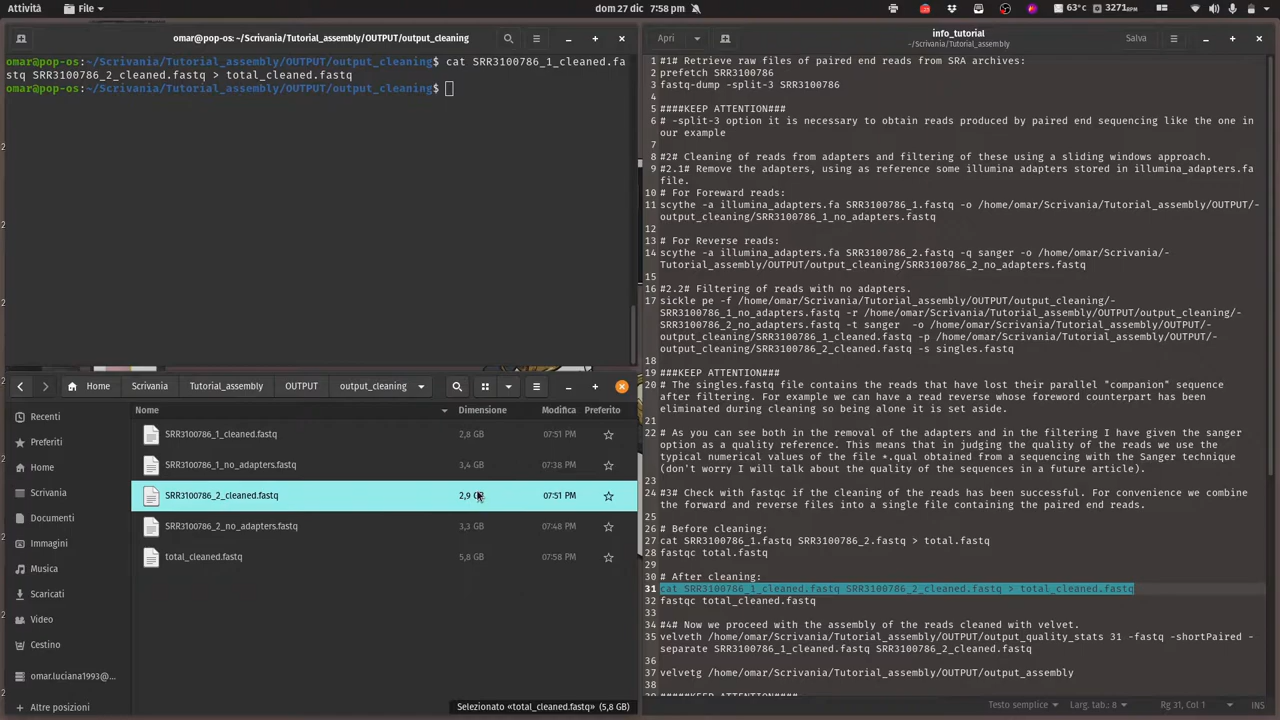 Attività
File
dom 27 dic 7:58 PM
63°c
3271RPM
omar@pop-os: ~/Scrivania/Tutorial_assembly/OUTPUT/output_cleaning
omar@pop-os:~/Scrivania/Tutorial_assembly/OUTPUT/output_cleaning$ cat SRR3100786_1_cleaned.fa
stq SRR3100786_2_cleaned.fastq > total_cleaned.fastq
omar@pop-os:~/Scrivania/Tutorial_assembly/OUTPUT/output_cleaning$
Home
Scrivania
Tutorial_assembly
OUTPUT
output_cleaning
Recenti
Preferiti
Home
Scrivania
Documenti
Immagini
Musica
Scaricati
Video
Cestino
omar.luciana1993@...
Altre posizioni
Nome Dimensione Modifica Preferito
SRR3100786_1_cleaned.fastq 2,8 GB 07:51 PM
SRR3100786_1_no_adapters.fastq 3,4 GB 07:38 PM
SRR3100786_2_cleaned.fastq 2,9 GB 07:51 PM
SRR3100786_2_no_adapters.fastq 3,3 GB 07:48 PM
total_cleaned.fastq 5,8 GB 07:58 PM
Selezionato «total_cleaned.fastq» (5,8 GB)
Apri
info_tutorial
~/Scrivania/Tutorial_assembly
Salva
1 #1# Retrieve raw files of paired end reads from SRA archives:
2 prefetch SRR3100786
3 fastq-dump -split-3 SRR3100786
4
5 ####KEEP ATTENTION###
6 # -split-3 option it is necessary to obtain reads produced by paired end sequencing like the one in
our example
7
8 #2# Cleaning of reads from adapters and filtering of these using a sliding windows approach.
9 #2.1# Remove the adapters, using as reference some illumina adapters stored in illumina_adapters.fa
file.
10 # For Foreward reads:
11 scythe -a illumina_adapters.fa SRR3100786_1.fastq -o /home/omar/Scrivania/Tutorial_assembly/OUTPUT/-
output_cleaning/SRR3100786_1_no_adapters.fastq
12
13 # For Reverse reads:
14 scythe -a illumina_adapters.fa SRR3100786_2.fastq -q sanger -o /home/omar/Scrivania/-
Tutorial_assembly/OUTPUT/output_cleaning/SRR3100786_2_no_adapters.fastq
15
16 #2.2# Filtering of reads with no adapters.
17 sickle pe -f /home/omar/Scrivania/Tutorial_assembly/OUTPUT/output_cleaning/-
SRR3100786_1_no_adapters.fastq -r /home/omar/Scrivania/Tutorial_assembly/OUTPUT/output_cleaning/-
SRR3100786_2_no_adapters.fastq -t sanger -o /home/omar/Scrivania/Tutorial_assembly/OUTPUT/-
output_cleaning/SRR3100786_1_cleaned.fastq -p /home/omar/Scrivania/Tutorial_assembly/OUTPUT/-
output_cleaning/SRR3100786_2_cleaned.fastq -s singles.fastq
18
19 ###KEEP ATTENTION###
20 # The singles.fastq file contains the reads that have lost their parallel "companion" sequence
after filtering. For example we can have a read reverse whose foreword counterpart has been
eliminated during cleaning so being alone it is set aside.
21
22 # As you can see both in the removal of the adapters and in the filtering I have given the sanger
option as a quality reference. This means that in judging the quality of the reads we use the
typical numerical values of the file *.qual obtained from a sequencing with the Sanger technique
(don't worry I will talk about the quality of the sequences in a future article).
23
24 #3# Check with fastqc if the cleaning of the reads has been successful. For convenience we combine
the forward and reverse files into a single file containing the paired end reads.
25
26 # Before cleaning:
27 cat SRR3100786_1.fastq SRR3100786_2.fastq > total.fastq
28 fastqc total.fastq
29
30 # After cleaning:
31 cat SRR3100786_1_cleaned.fastq SRR3100786_2_cleaned.fastq > total_cleaned.fastq
32 fastqc total_cleaned.fastq
33
34 #4# Now we proceed with the assembly of the reads cleaned with velvet.
35 velveth /home/omar/Scrivania/Tutorial_assembly/OUTPUT/output_quality_stats 31 -fastq -shortPaired -
separate SRR3100786_1_cleaned.fastq SRR3100786_2_cleaned.fastq
36
37 velvetg /home/omar/Scrivania/Tutorial_assembly/OUTPUT/output_assembly
38
39 #####KEEP ATTENTION####
Testo semplice
Larg. tab.: 8
Rg 31, Col 1
INS